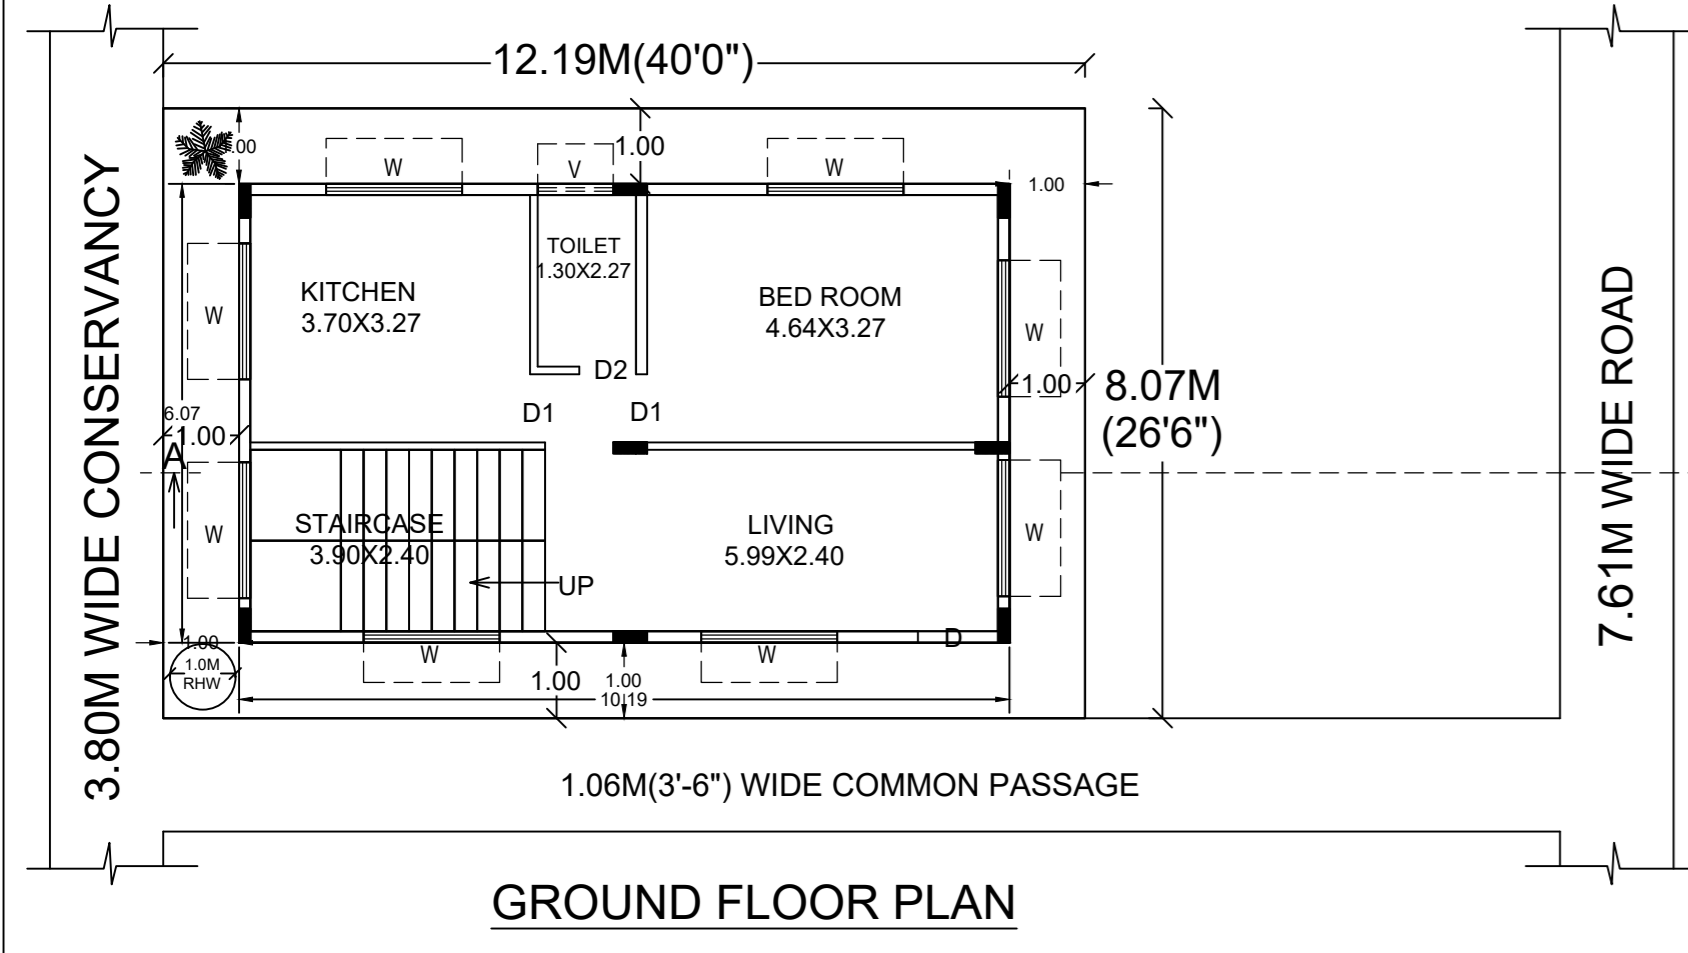 12.19M(40'0")
.00
1.00
W
V
W
1.00
TOILET
1.30X2.27
KITCHEN
3.70X3.27
BED ROOM
4.64X3.27
W
W
D2
1.00
8.07M
(26'6")
D1
D1
6.07
1.00
A
STAIRCASE
3.90X2.40
LIVING
5.99X2.40
W
W
UP
1.00
D
W
W
1.0M
RHW
1.00
1.00
10.19
3.80M WIDE CONSERVANCY
7.61M WIDE ROAD
1.06M(3'-6") WIDE COMMON PASSAGE
GROUND FLOOR PLAN